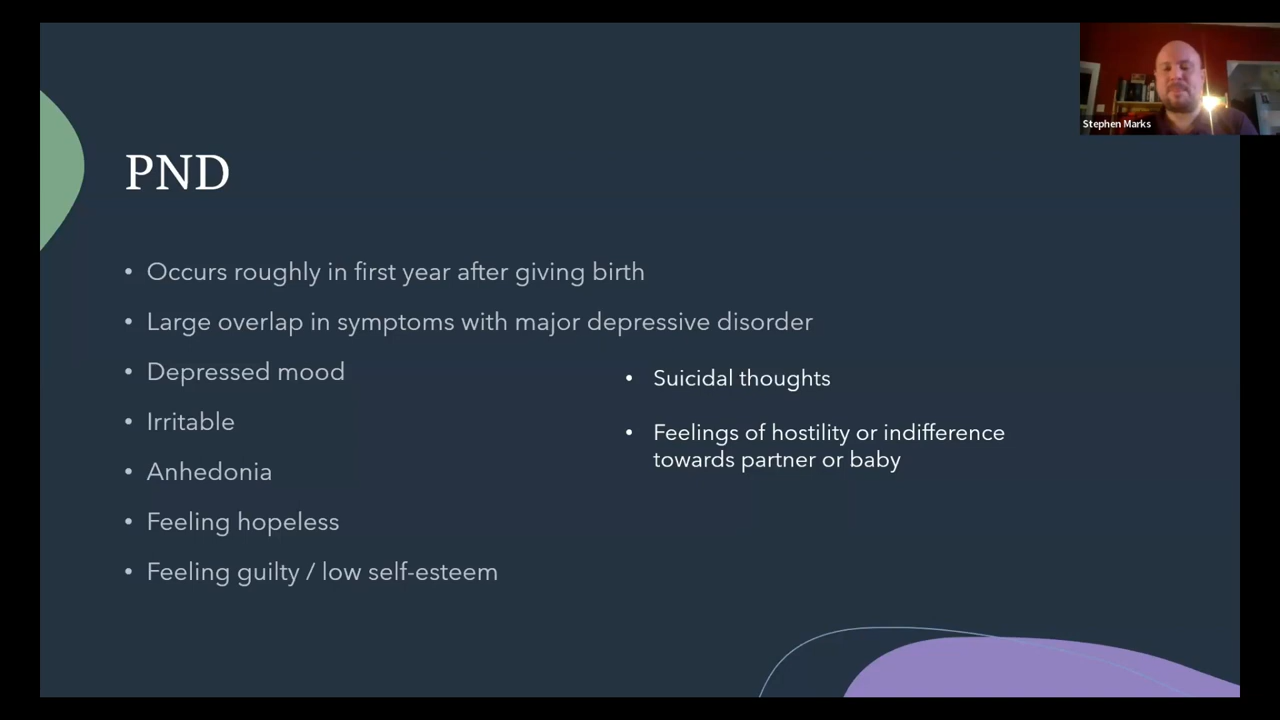 Stephen Marks
PND
• Occurs roughly in first year after giving birth
• Large overlap in symptoms with major depressive disorder
• Depressed mood
• Irritable
• Anhedonia
• Feeling hopeless
• Feeling guilty / low self-esteem
• Suicidal thoughts
• Feelings of hostility or indifference
towards partner or baby